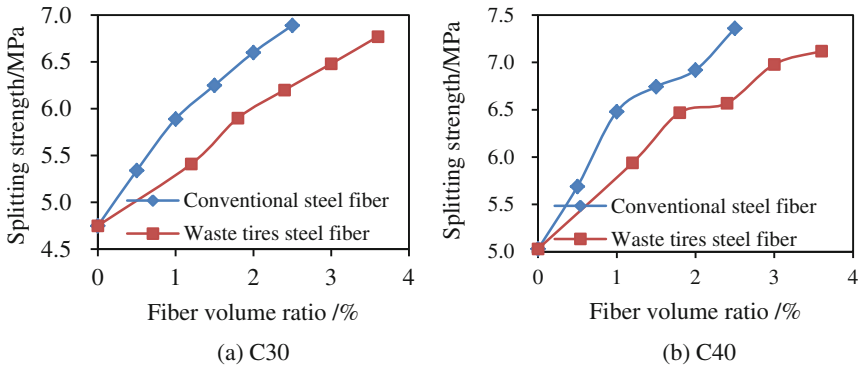 7.0
6.5
6.0
5.5
5.0
4.5
Splitting strength/MPa
Conventional steel fiber
Waste tires steel fiber
0 1 2 3 4
Fiber volume ratio /%
(a) C30
7.5
7.0
6.5
6.0
5.5
5.0
Splitting strength/MPa
Conventional steel fiber
Waste tires steel fiber
0 1 2 3 4
Fiber volume ratio /%
(b) C40